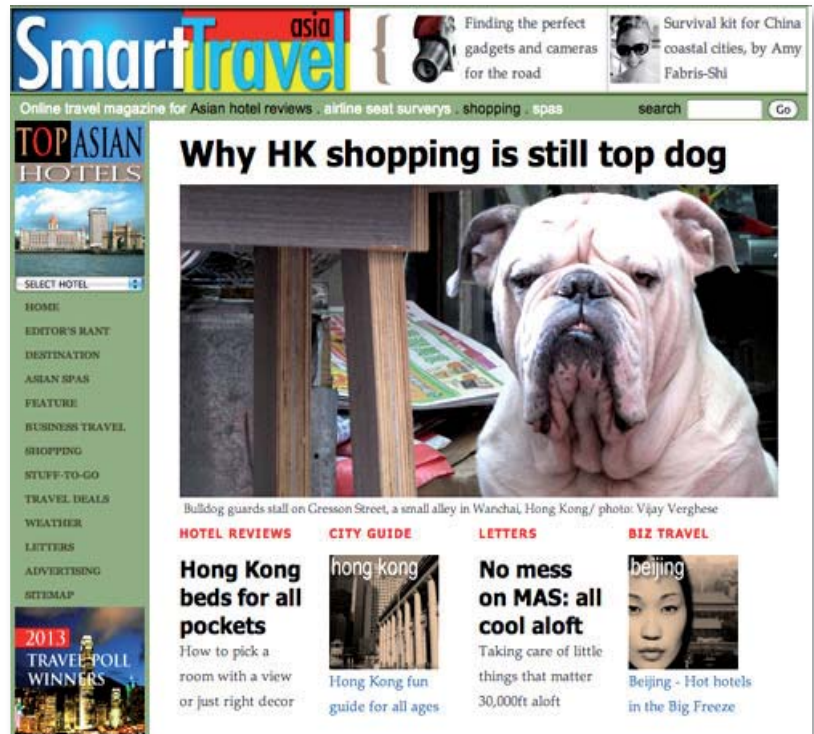 SmartTravel asia
Finding the perfect
gadgets and cameras
for the road
Survival kit for China
coastal cities, by Amy
Fabris-Shi
Online travel magazine for Asian hotel reviews . airline seat surverys . shopping . spas
search Go
TOP ASIAN
HOTELS
SELECT HOTEL
HOME
EDITOR'S RANT
DESTINATION
ASIAN SPAS
FEATURE
BUSINESS TRAVEL
SHOPPING
STUFF-TO-GO
TRAVEL DEALS
WEATHER
LETTERS
ADVERTISING
SITEMAP
2013
TRAVEL POLL
WINNERS
Why HK shopping is still top dog
Bulldog guards stall on Gresson Street, a small alley in Wanchai, Hong Kong/ photo: Vijay Verghese
HOTEL REVIEWS
Hong Kong
beds for all
pockets
How to pick a
room with a view
or just right decor
CITY GUIDE
hong kong
Hong Kong fun
guide for all ages
LETTERS
No mess
on MAS: all
cool aloft
Taking care of little
things that matter
30,000ft aloft
BIZ TRAVEL
beijing
Beijing - Hot hotels
in the Big Freeze